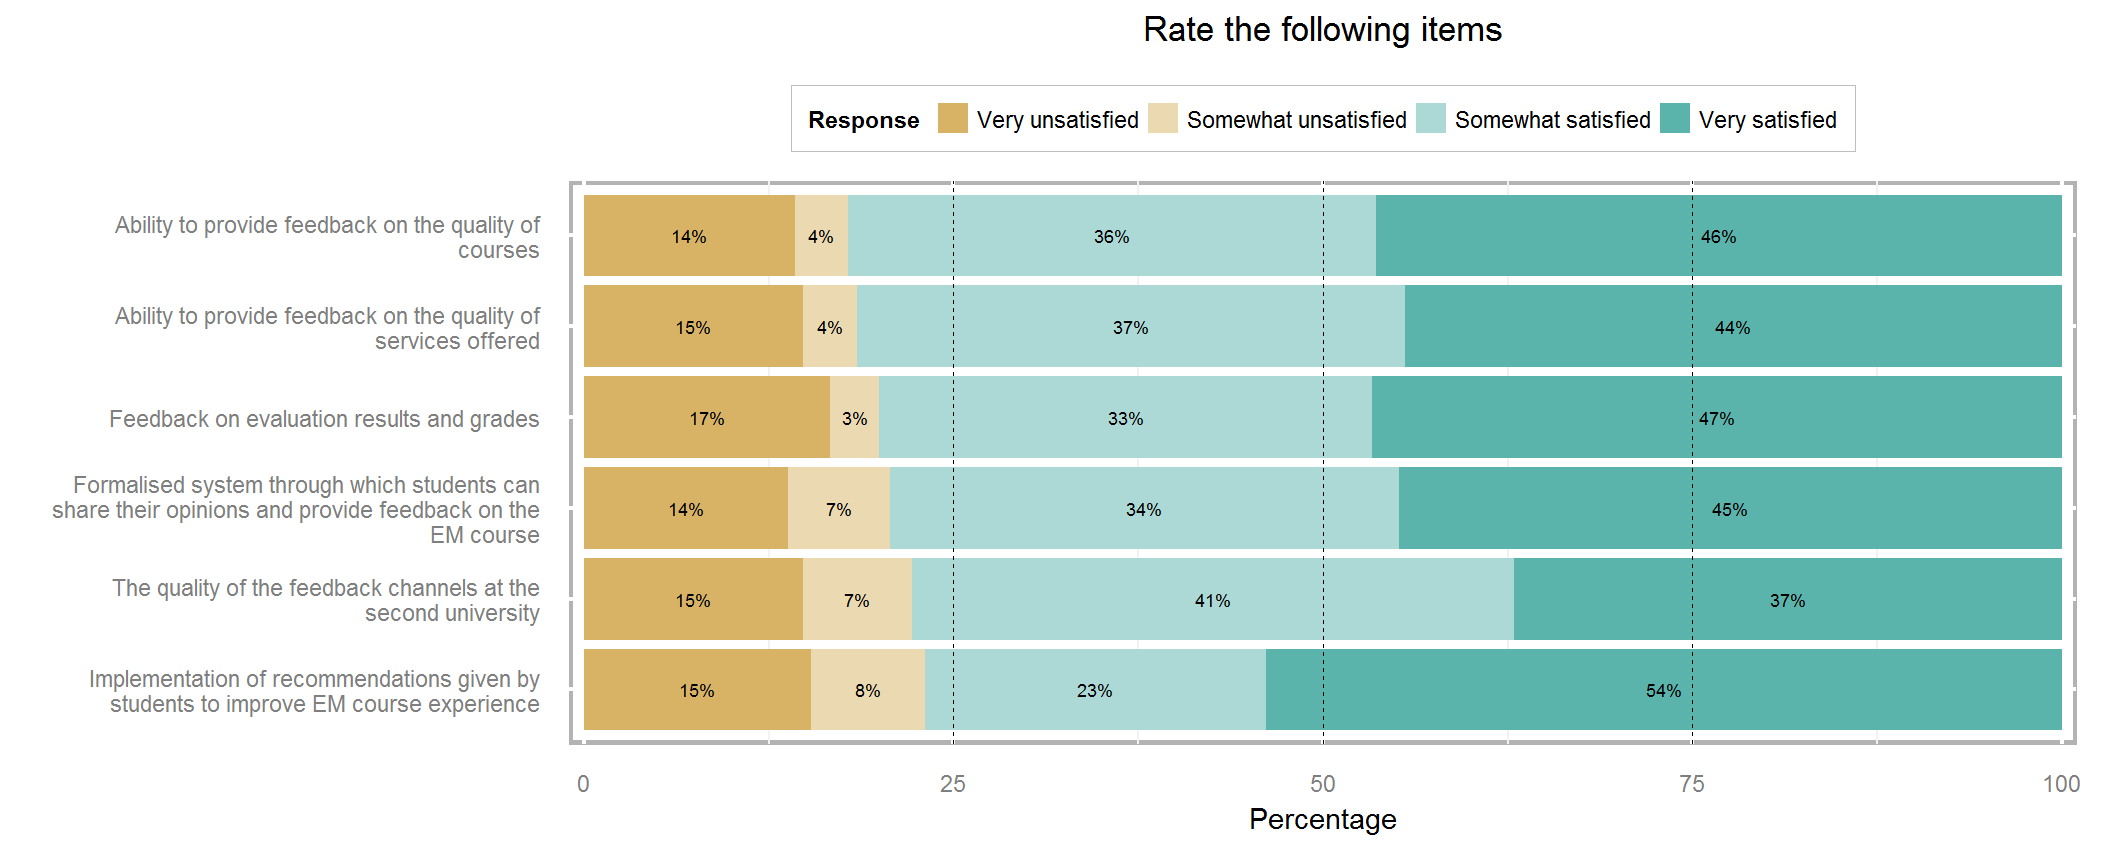 Rate the following items
Response Very unsatisfied Somewhat unsatisfied Somewhat satisfied Very satisfied
Ability to provide feedback on the quality of
courses
14% 4% 36% 46%
Ability to provide feedback on the quality of
services offered
15% 4% 37% 44%
Feedback on evaluation results and grades
17% 3% 33% 47%
Formalised system through which students can
share their opinions and provide feedback on the
EM course
14% 7% 34% 45%
The quality of the feedback channels at the
second university
15% 7% 41% 37%
Implementation of recommendations given by
students to improve EM course experience
15% 8% 23% 54%
0 25 50 75 100
Percentage